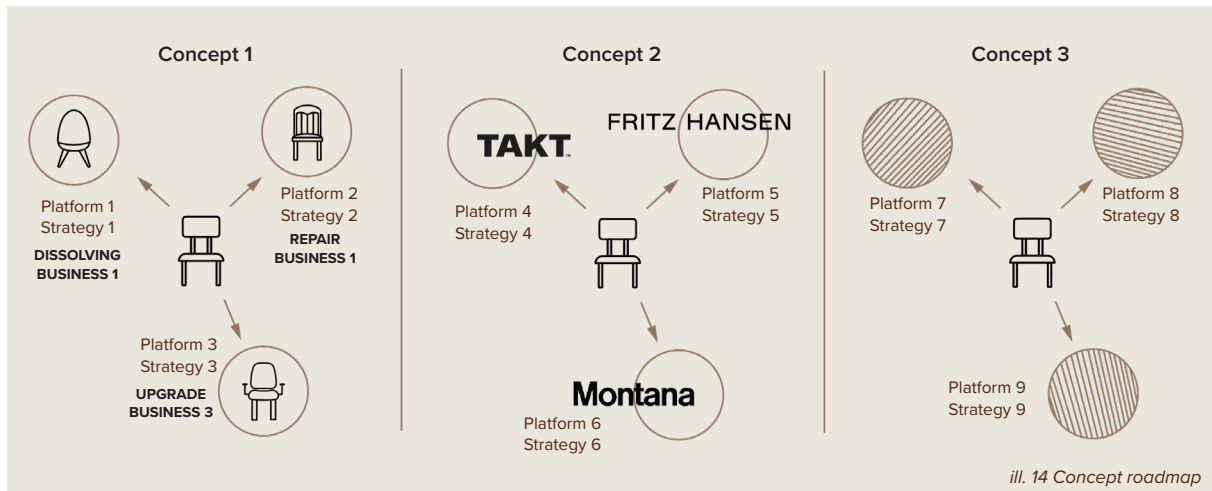 Concept 1
Platform 1
Strategy 1
DISSOLVING
BUSINESS 1
Platform 2
Strategy 2
REPAIR
BUSINESS 1
Platform 3
Strategy 3
UPGRADE
BUSINESS 3
Concept 2
TAKT™
Platform 4
Strategy 4
FRITZ HANSEN
Platform 5
Strategy 5
Montana
Platform 6
Strategy 6
Concept 3
Platform 7
Strategy 7
Platform 8
Strategy 8
Platform 9
Strategy 9
ill. 14 Concept roadmap